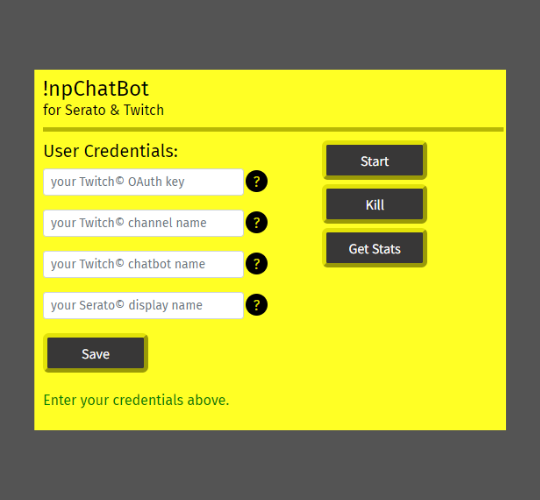 !npChatBot
for Serato & Twitch
User Credentials:
your Twitch© OAuth key
?
your Twitch© channel name
?
your Twitch© chatbot name
?
your Serato© display name
?
Save
Enter your credentials above.
Start
Kill
Get Stats